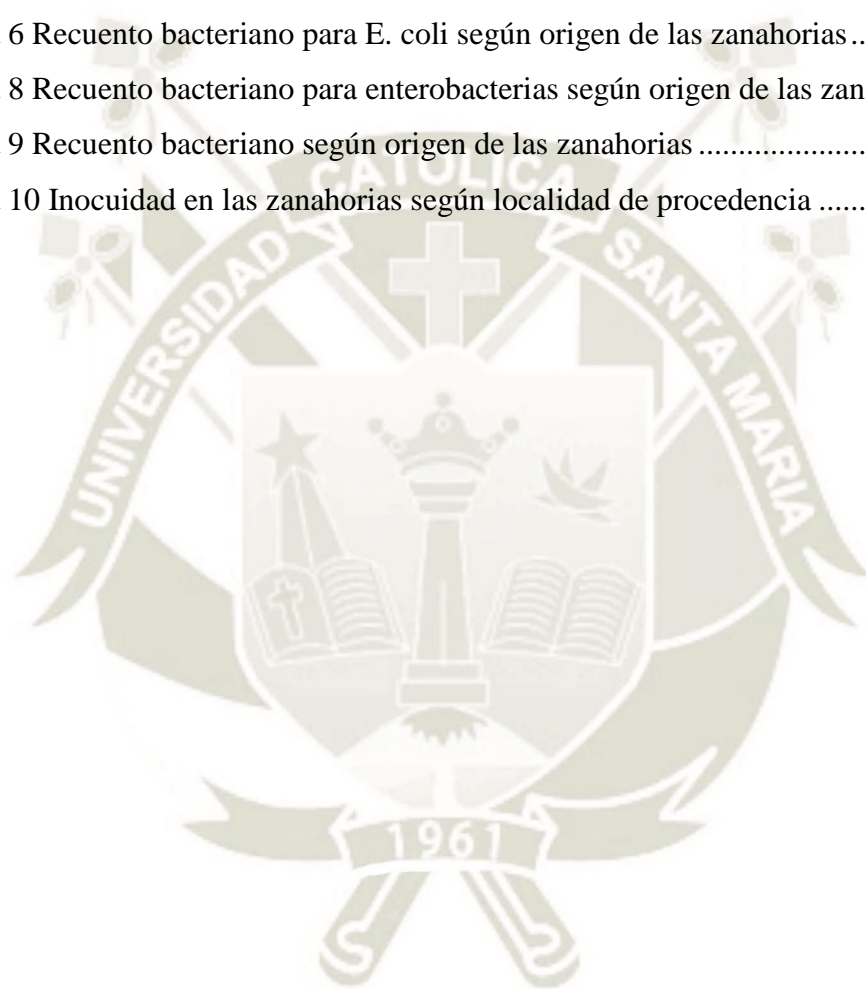 6 Recuento bacteriano para E. coli según origen de las zanahorias ..
8 Recuento bacteriano para enterobacterias según origen de las zan
9 Recuento bacteriano según origen de las zanahorias ....................
10 Inocuidad en las zanahorias según localidad de procedencia ......
CATOLICA
UNIVERSIDAD
SANTA MARIA
1961